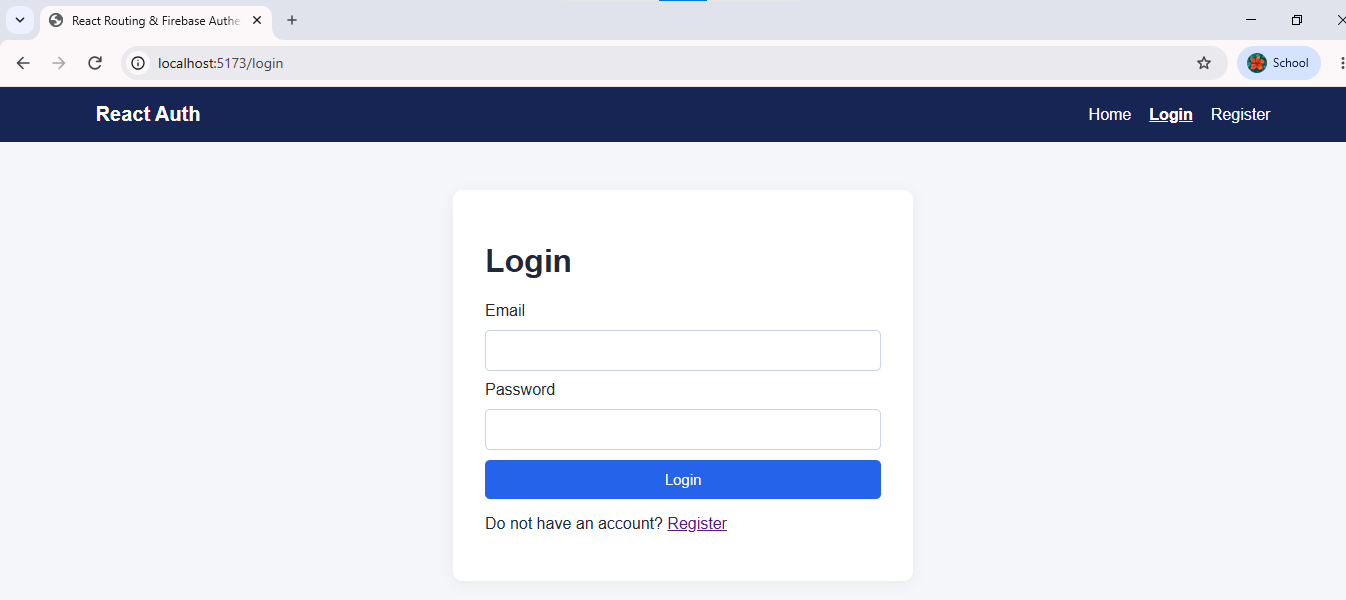 React Routing & Firebase Authe
localhost:5173/login
School
React Auth
Home Login Register
Login
Email
Password
Login
Do not have an account? Register